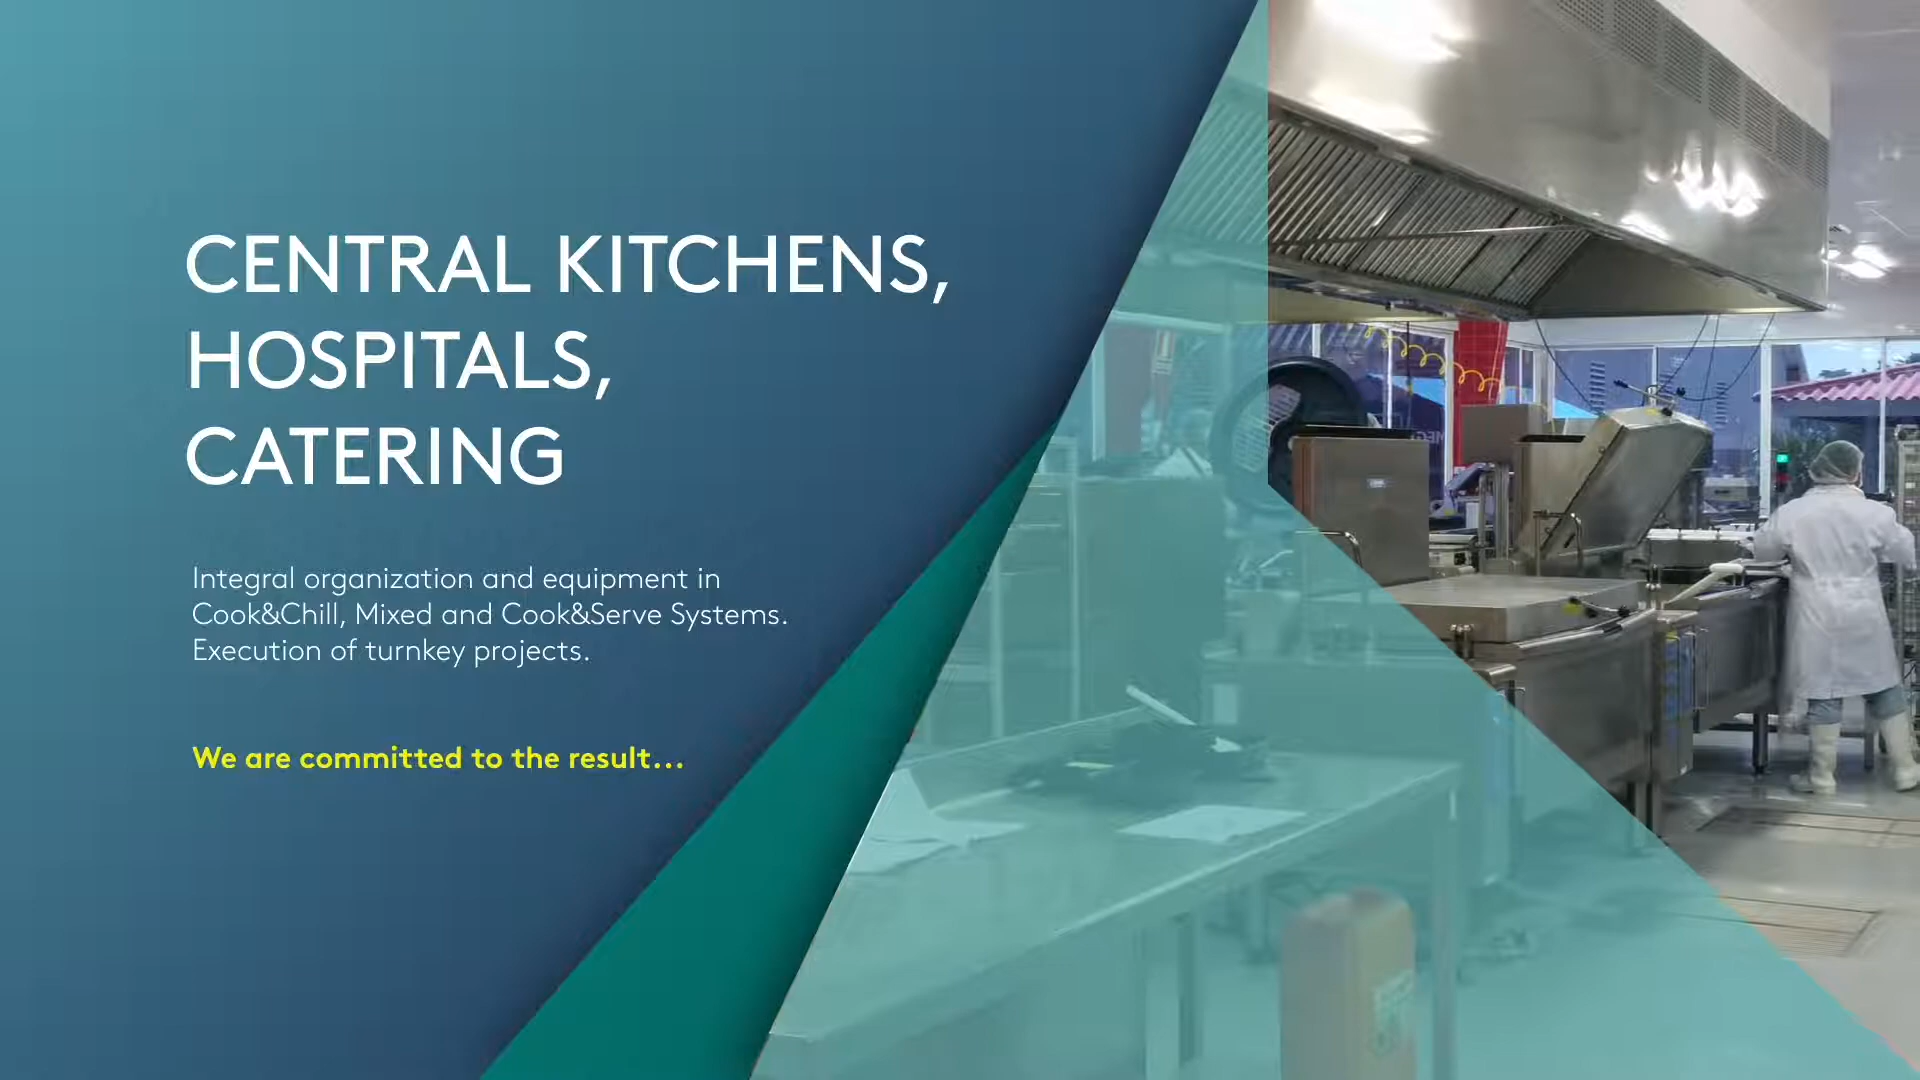 CENTRAL KITCHENS,
HOSPITALS,
CATERING
Integral organization and equipment in
Cook&Chill, Mixed and Cook&Serve Systems.
Execution of turnkey projects.
We are committed to the result...